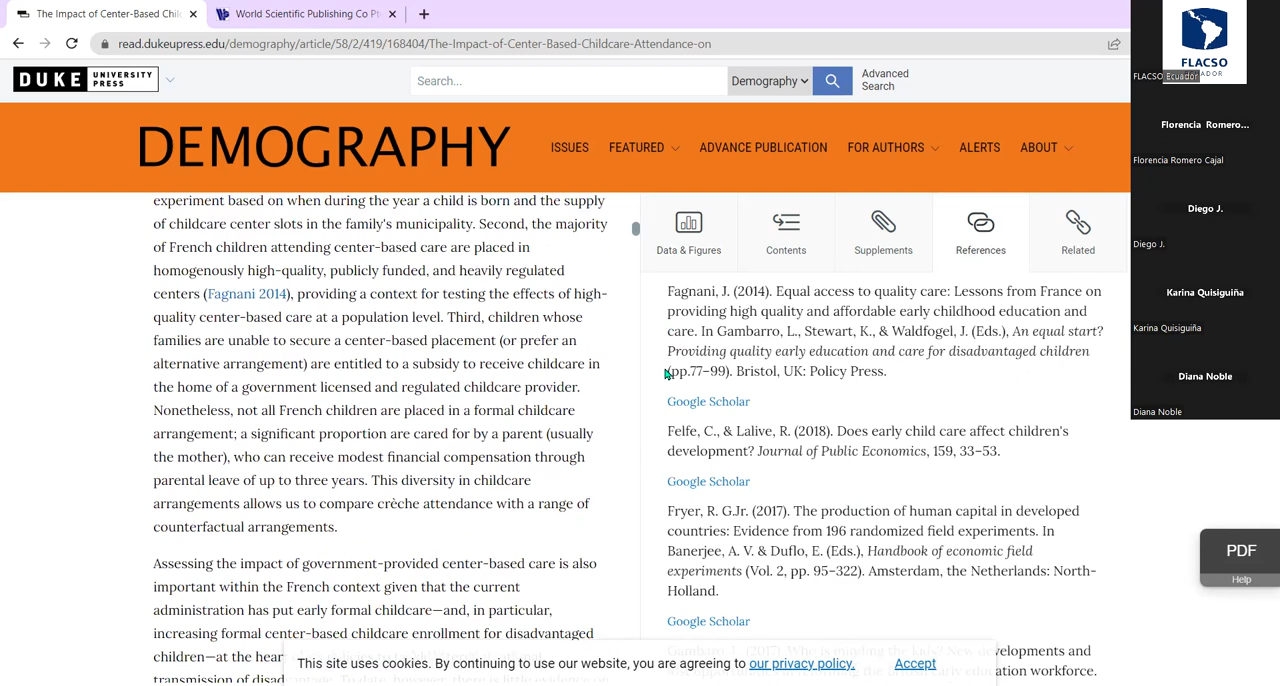 The Impact of Center-Based Chil
World Scientific Publishing Co Pt
read.dukeupress.edu/demography/article/58/2/419/168404/The-Impact-of-Center-Based-Childcare-Attendance-on
DUKE UNIVERSITY PRESS
Search...
Demography
Advanced
Search
DEMOGRAPHY
ISSUES FEATURED ADVANCE PUBLICATION FOR AUTHORS ALERTS ABOUT
experiment based on when during the year a child is born and the supply
of childcare center slots in the family's municipality. Second, the majority
of French children attending center-based care are placed in
homogenously high-quality, publicly funded, and heavily regulated
centers (Fagnani 2014), providing a context for testing the effects of high-
quality center-based care at a population level. Third, children whose
families are unable to secure a center-based placement (or prefer an
alternative arrangement) are entitled to a subsidy to receive childcare in
the home of a government licensed and regulated childcare provider.
Nonetheless, not all French children are placed in a formal childcare
arrangement; a significant proportion are cared for by a parent (usually
the mother), who can receive modest financial compensation through
parental leave of up to three years. This diversity in childcare
arrangements allows us to compare crèche attendance with a range of
counterfactual arrangements.
Assessing the impact of government-provided center-based care is also
important within the French context given that the current
administration has put early formal childcare—and, in particular,
increasing formal center-based childcare enrollment for disadvantaged
children—at the hear
transmission of disad
Data & Figures
Contents
Supplements
References
Related
Fagnani, J. (2014). Equal access to quality care: Lessons from France on
providing high quality and affordable early childhood education and
care. In Gambarro, L., Stewart, K., & Waldfogel, J. (Eds.), An equal start?
Providing quality early education and care for disadvantaged children
(pp.77–99). Bristol, UK: Policy Press.
Google Scholar
Felfe, C., & Lalive, R. (2018). Does early child care affect children's
development? Journal of Public Economics, 159, 33–53.
Google Scholar
Fryer, R. G.Jr. (2017). The production of human capital in developed
countries: Evidence from 196 randomized field experiments. In
Banerjee, A. V. & Duflo, E. (Eds.), Handbook of economic field
experiments (Vol. 2, pp. 95–322). Amsterdam, the Netherlands: North-
Holland.
Google Scholar
Gambaro, L. (2017). Who is minding the kids? New developments and
ation workforce.
This site uses cookies. By continuing to use our website, you are agreeing to our privacy policy. Accept
PDF
Help
FLACSO
ADOR
FLACSO Ecuador
Florencia Romero...
Florencia Romero Cajal
Diego J.
Diego J.
Karina Quisiguiña
Karina Quisiguiña
Diana Noble
Diana Noble